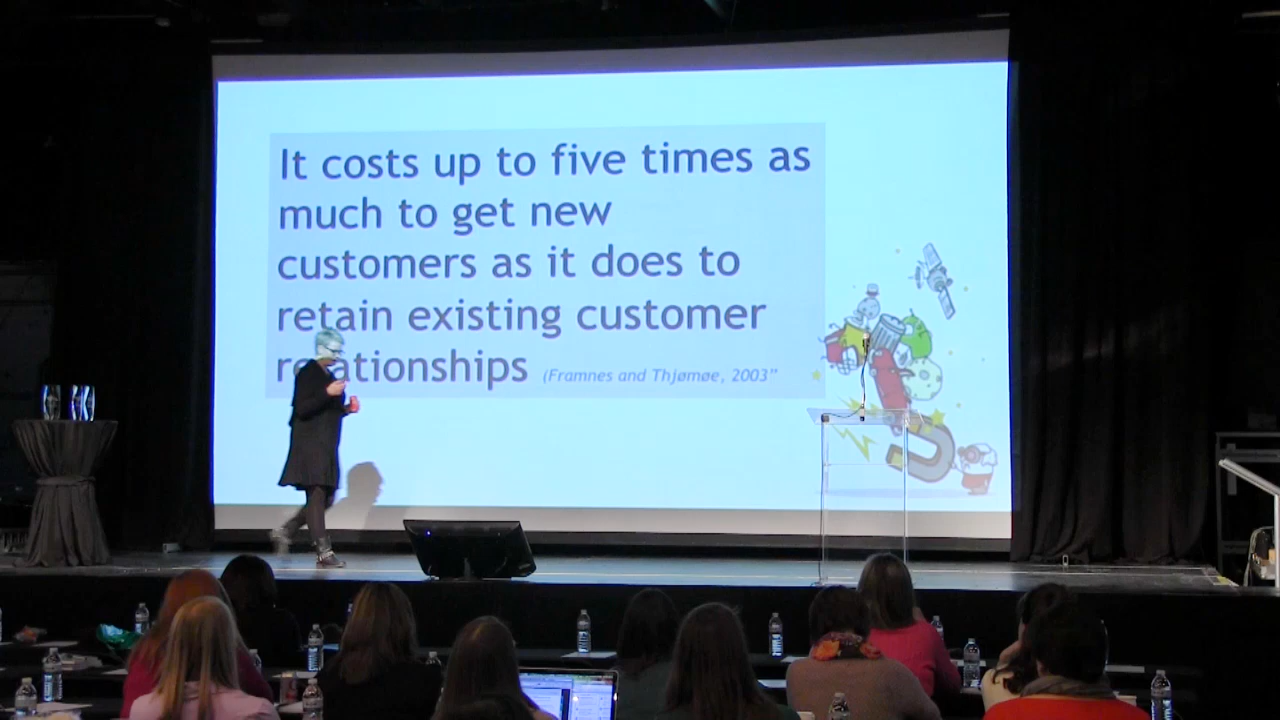 It costs up to five times as
much to get new
customers as it does to
retain existing customer
relationships (Framnes and Thjømøe, 2003"